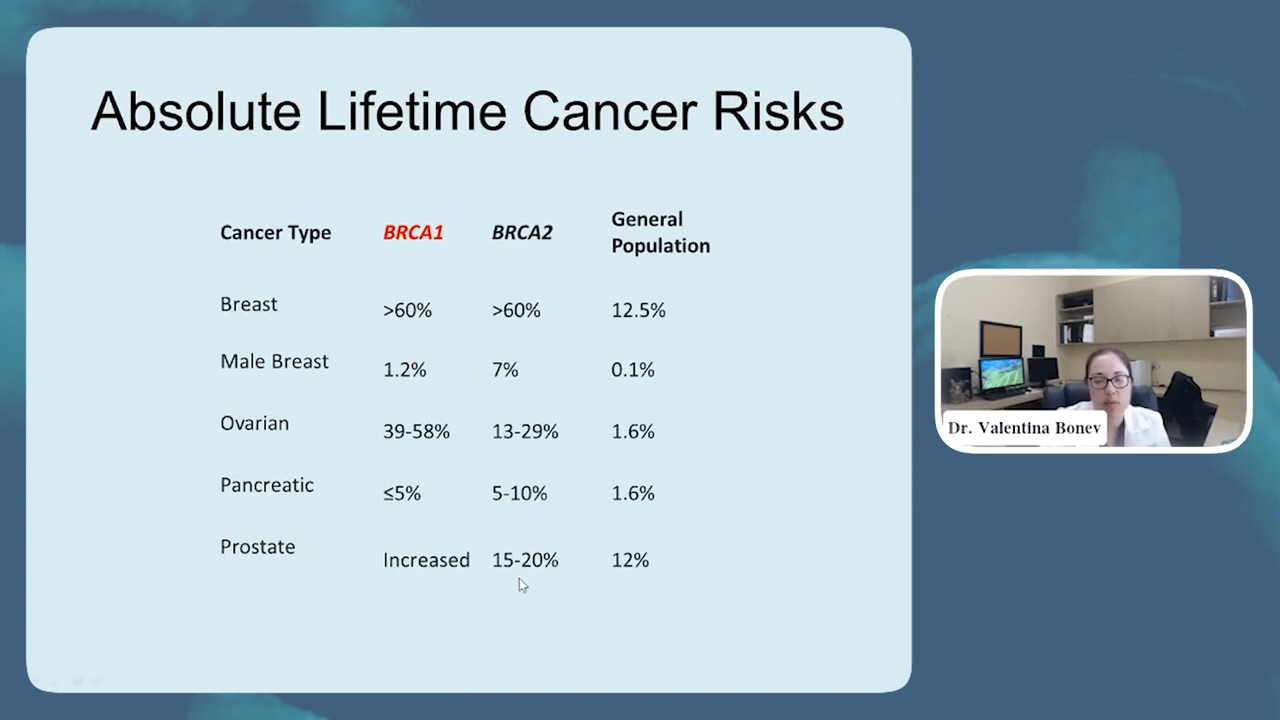 Absolute Lifetime Cancer Risks
Cancer Type BRCA1 BRCA2 General Population
Breast >60% >60% 12.5%
Male Breast 1.2% 7% 0.1%
Ovarian 39-58% 13-29% 1.6%
Pancreatic ≤5% 5-10% 1.6%
Prostate Increased 15-20% 12%
Dr. Valentina Bonev